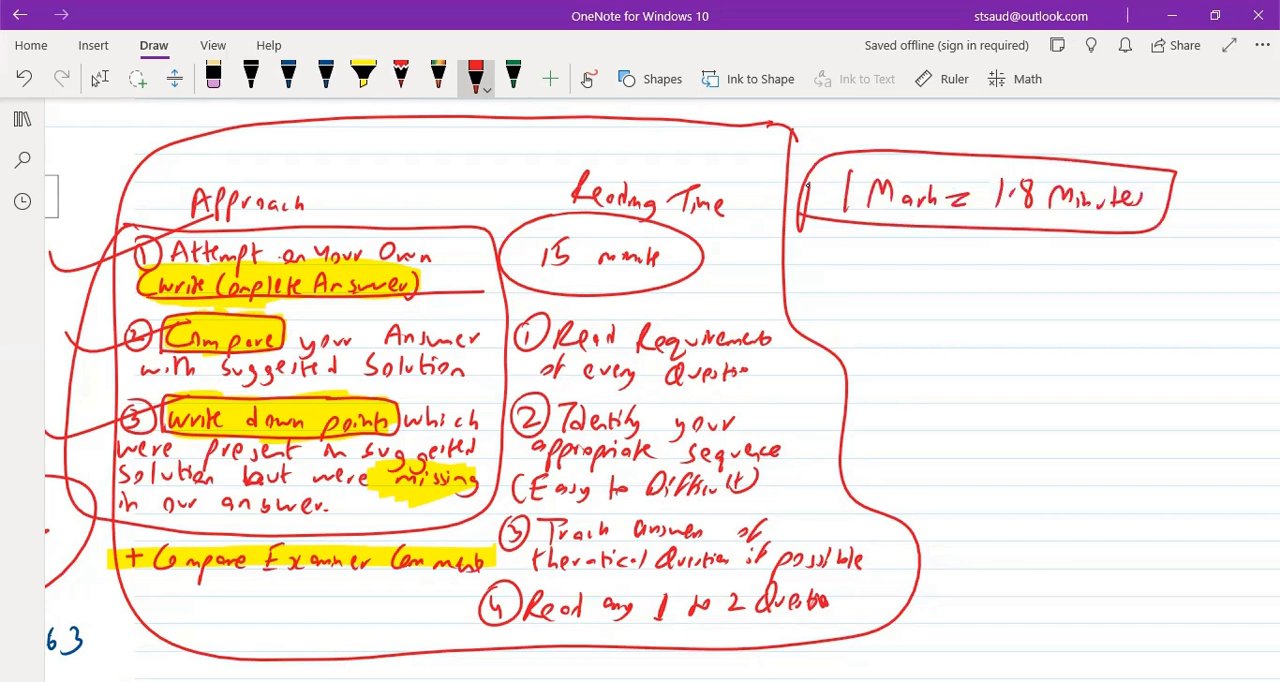 OneNote for Windows 10
stsaud@outlook.com
Home Insert Draw View Help
Saved offline (sign in required) Share
Shapes Ink to Shape Ink to Text Ruler Math
Approach
① Attempt on Your Own
(Write Complete Answer)
② Compare your Answer
with suggested solution
③ Write down points which
were present in suggested
solution but were missing
in our answer.
+ Compare Examiner Comments
63
Reading Time
15 minute
① Read Requirements
of every Question
② Identify your
appropriate sequence
(Easy to Difficult)
③ Track answers of
theratical Question if possible
④ Read any 1 to 2 Question
1 Mark = 1.8 Minutes